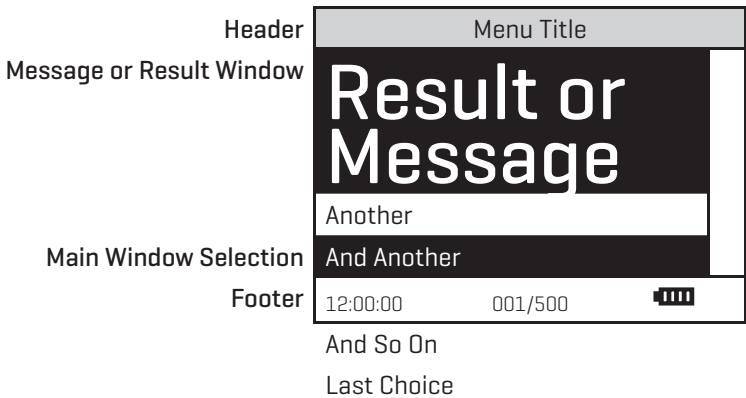 Header
Menu Title
Message or Result Window
Result or
Message
Another
Main Window Selection
And Another
Footer
12:00:00 001/500
And So On
Last Choice